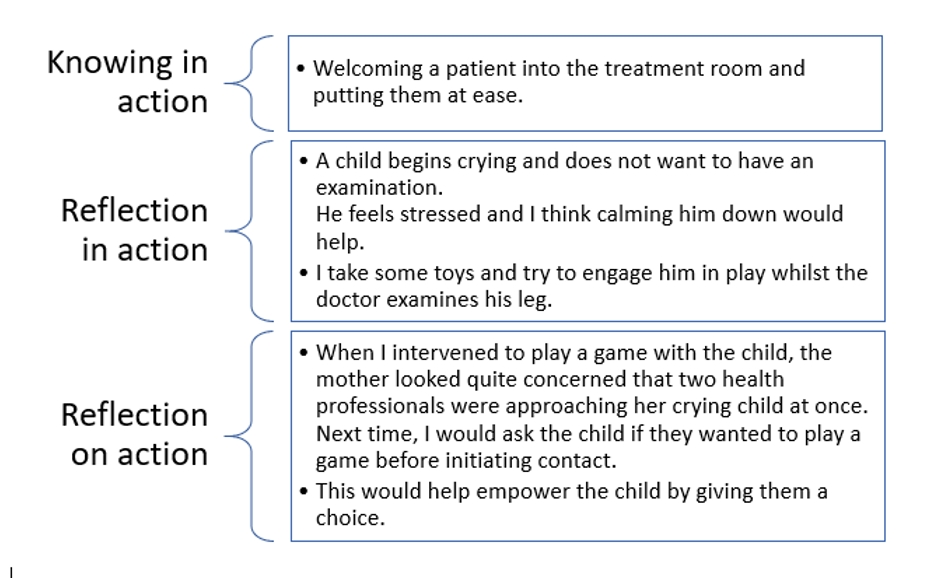 Knowing in
action
• Welcoming a patient into the treatment room and
putting them at ease.
Reflection
in action
• A child begins crying and does not want to have an
examination.
He feels stressed and I think calming him down would
help.
• I take some toys and try to engage him in play whilst the
doctor examines his leg.
Reflection
on action
• When I intervened to play a game with the child, the
mother looked quite concerned that two health
professionals were approaching her crying child at once.
Next time, I would ask the child if they wanted to play a
game before initiating contact.
• This would help empower the child by giving them a
choice.